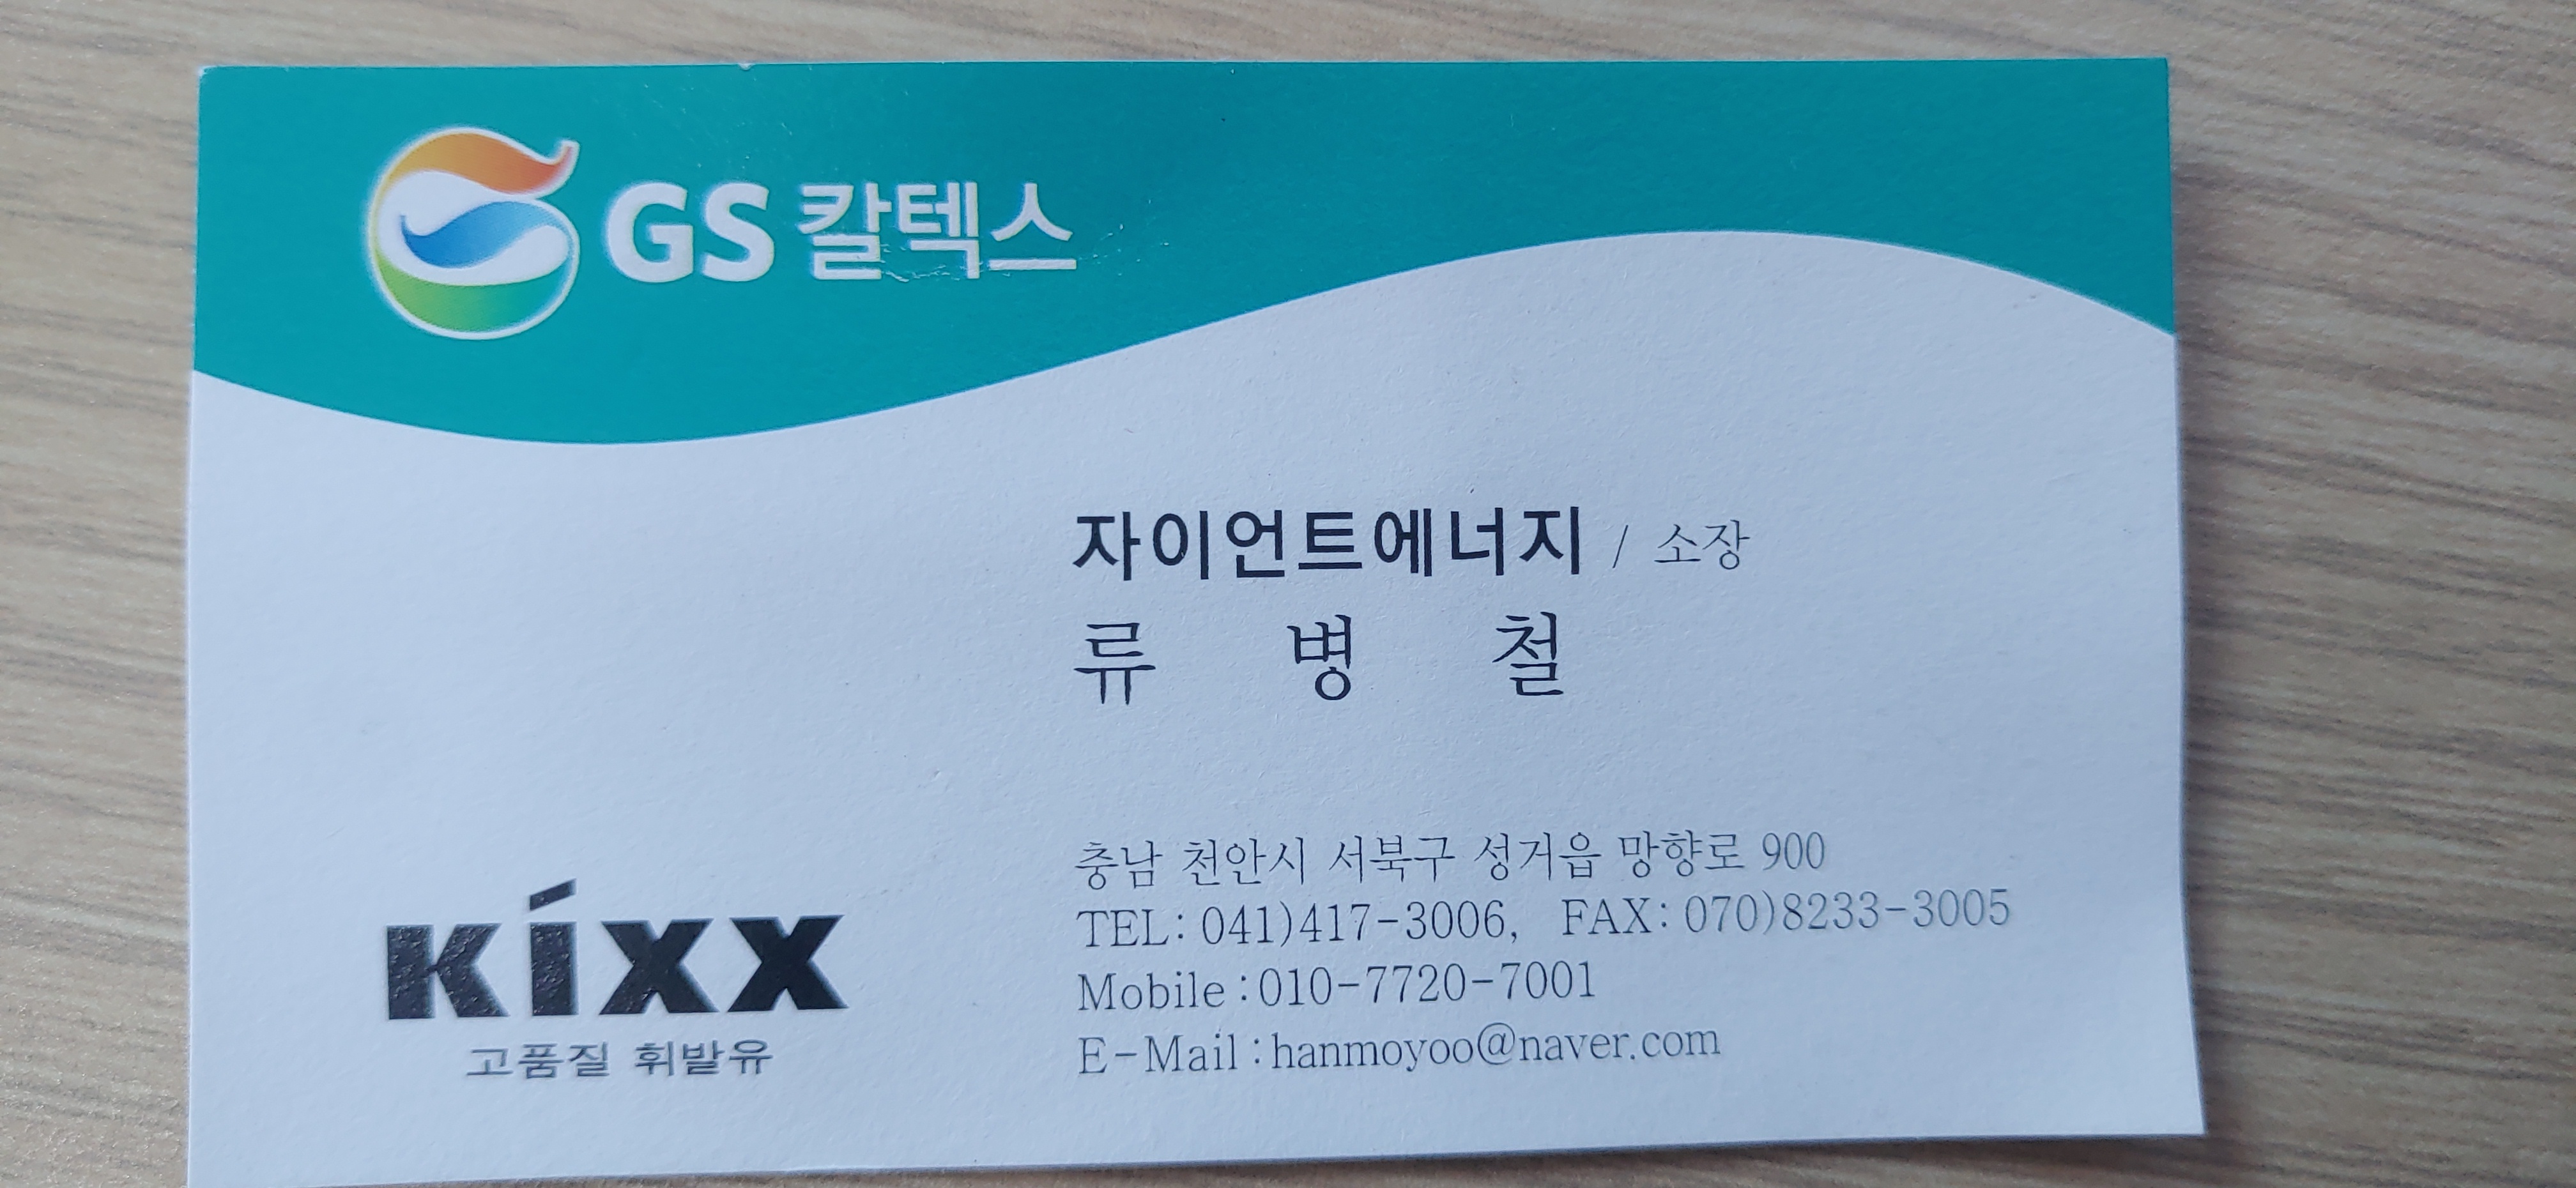 GS칼텍스
자이언트에너지 / 소장
류 병 철
충남 천안시 서북구 성거읍 망향로 900
TEL: 041)417-3006, FAX: 070)8233-3005
Mobile:010-7720-7001
E-Mail:hanmoyoo@naver.com
kixx
고품질 휘발유